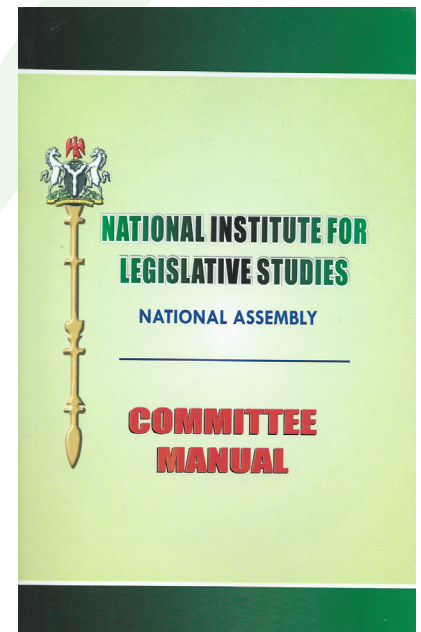 NATIONAL INSTITUTE FOR
LEGISLATIVE STUDIES
NATIONAL ASSEMBLY
COMMITTEE
MANUAL